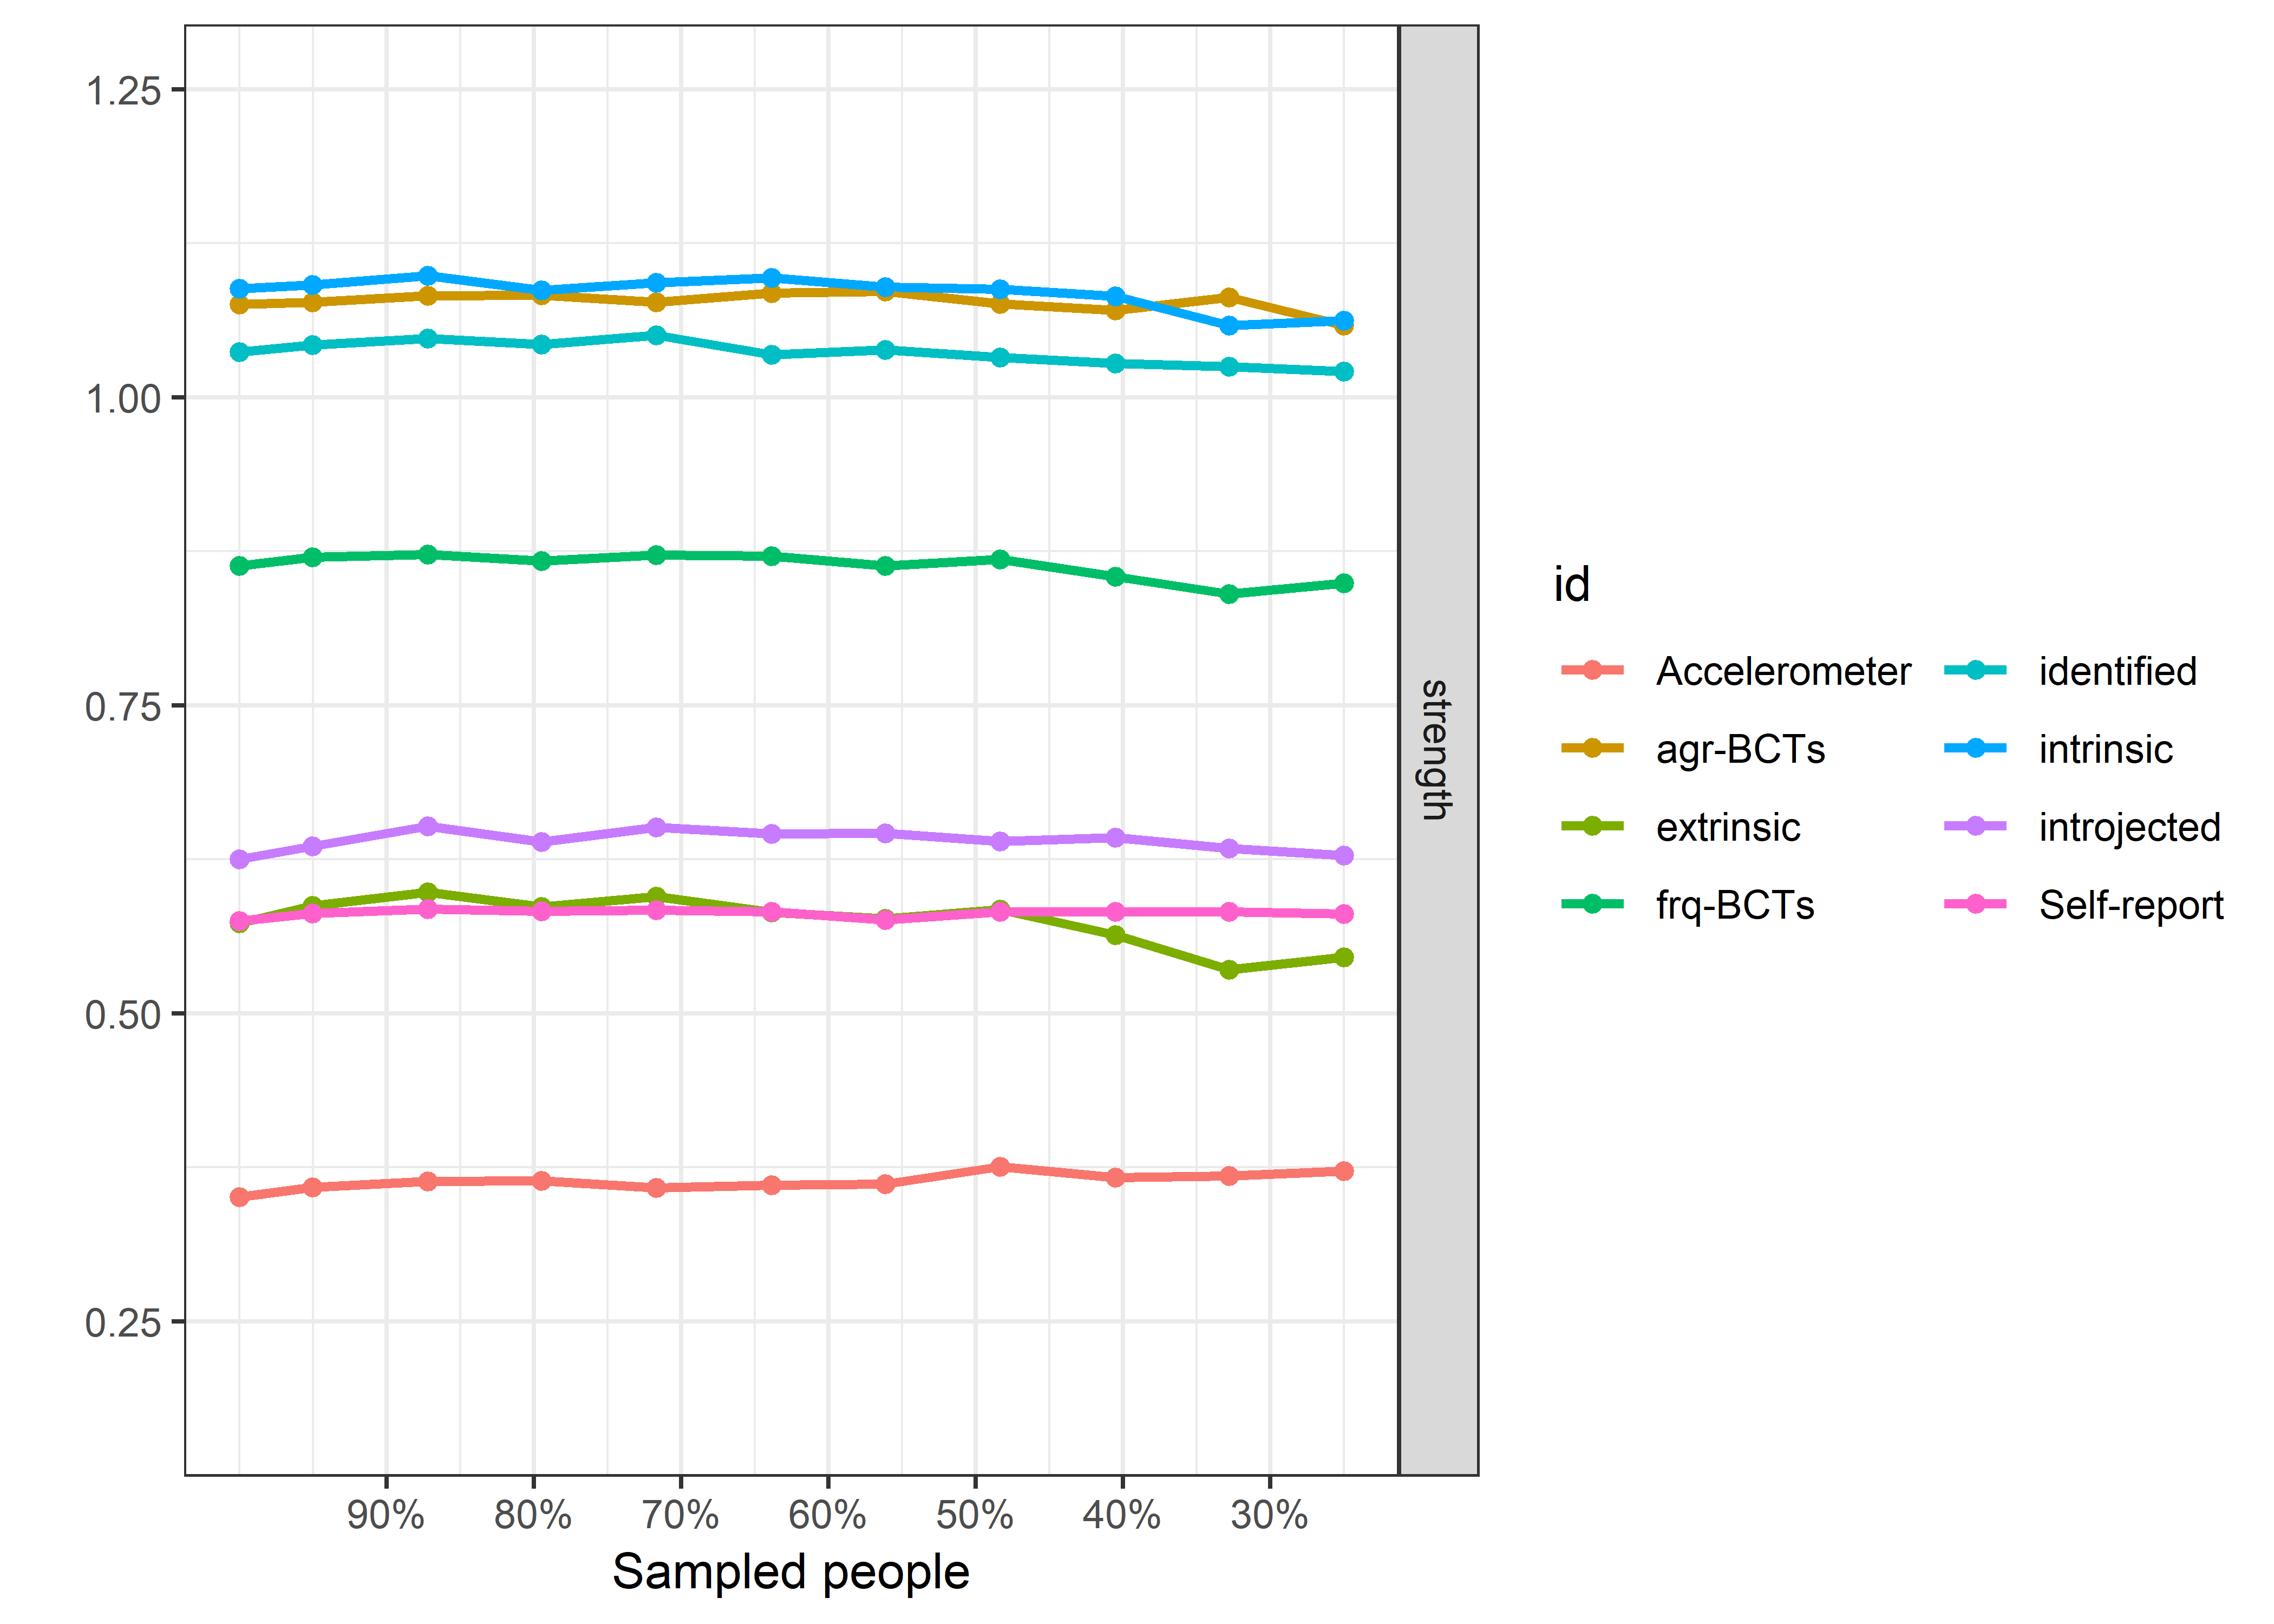 1.25
1.00
0.75
0.50
0.25
90% 80% 70% 60% 50% 40% 30%
Sampled people
strength
id
Accelerometer
agr-BCTs
extrinsic
frq-BCTs
identified
intrinsic
introjected
Self-report